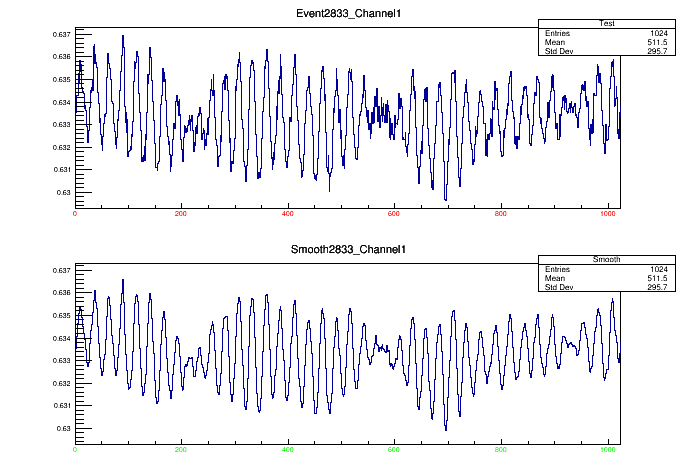 Event2833_Channel1
Test
Entries 1024
Mean 511.5
Std Dev 295.7
0.637
0.636
0.635
0.634
0.633
0.632
0.631
0.63
0 200 400 600 800 1000
Smooth2833_Channel1
Smooth
Entries 1024
Mean 511.5
Std Dev 295.7
0.637
0.636
0.635
0.634
0.633
0.632
0.631
0.63
0 200 400 600 800 1000